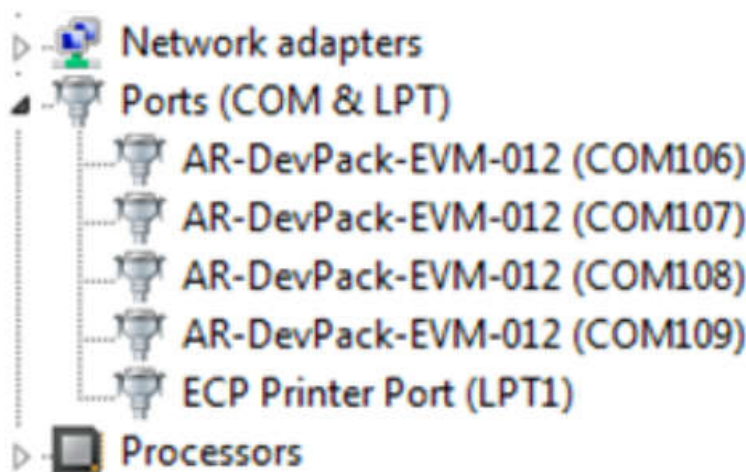 Network adapters
Ports (COM & LPT)
AR-DevPack-EVM-012 (COM106)
AR-DevPack-EVM-012 (COM107)
AR-DevPack-EVM-012 (COM108)
AR-DevPack-EVM-012 (COM109)
ECP Printer Port (LPT1)
Processors